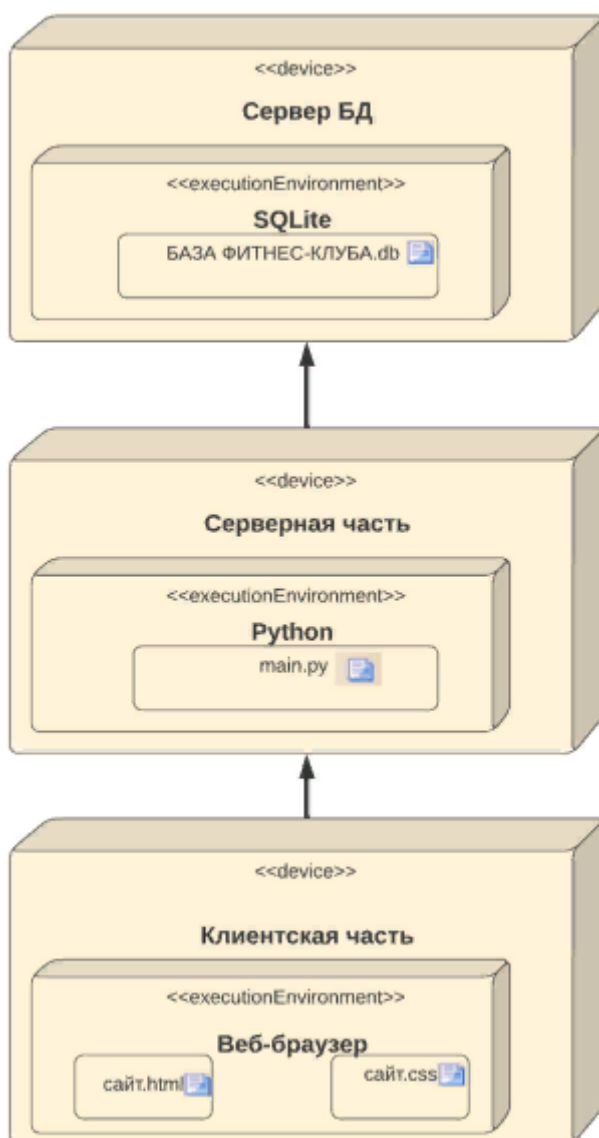 <<device>>
Сервер БД
<<executionEnvironment>>
SQLite
БАЗА ФИТНЕС-КЛУБА.db
<<device>>
Серверная часть
<<executionEnvironment>>
Python
main.py
<<device>>
Клиентская часть
<<executionEnvironment>>
Веб-браузер
сайт.html
сайт.css